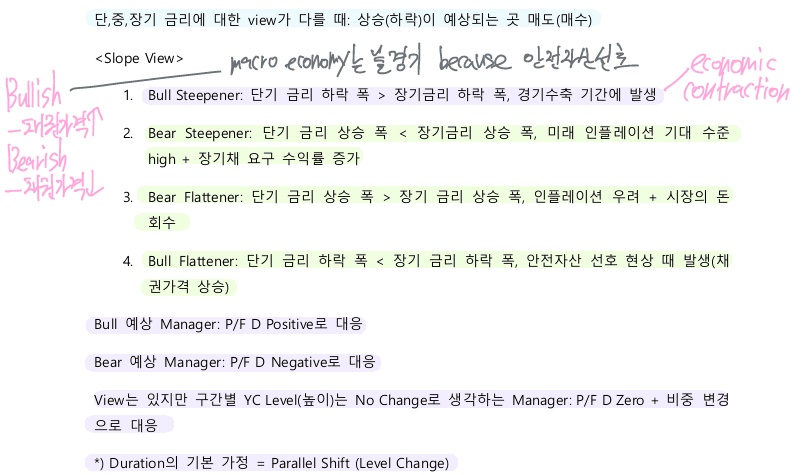 단,중,장기 금리에 대한 view가 다를 때: 상승(하락)이 예상되는 곳 매도(매수)
<Slope View>
macro economy는 불경기 because 안전자산선호
economic
contraction
Bullish
-채권가격↑
Bearish
-채권가격↓
1. Bull Steepener: 단기 금리 하락 폭 > 장기금리 하락 폭, 경기수축 기간에 발생
2. Bear Steepener: 단기 금리 상승 폭 < 장기금리 상승 폭, 미래 인플레이션 기대 수준
high + 장기채 요구 수익률 증가
3. Bear Flattener: 단기 금리 상승 폭 > 장기 금리 상승 폭, 인플레이션 우려 + 시장의 돈
회수
4. Bull Flattener: 단기 금리 하락 폭 < 장기 금리 하락 폭, 안전자산 선호 현상 때 발생(채
권가격 상승)
Bull 예상 Manager: P/F D Positive로 대응
Bear 예상 Manager: P/F D Negative로 대응
View는 있지만 구간별 YC Level(높이)는 No Change로 생각하는 Manager: P/F D Zero + 비중 변경
으로 대응
*) Duration의 기본 가정 = Parallel Shift (Level Change)